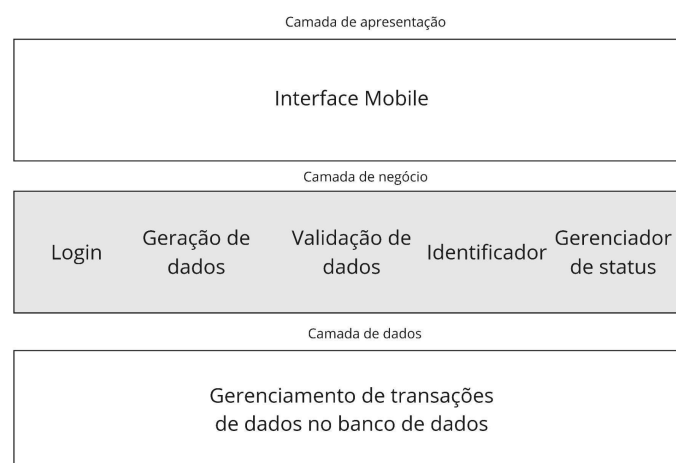 Camada de apresentação
Interface Mobile
Camada de negócio
Login
Geração de
dados
Validação de
dados
Identificador
Gerenciador
de status
Camada de dados
Gerenciamento de transações
de dados no banco de dados